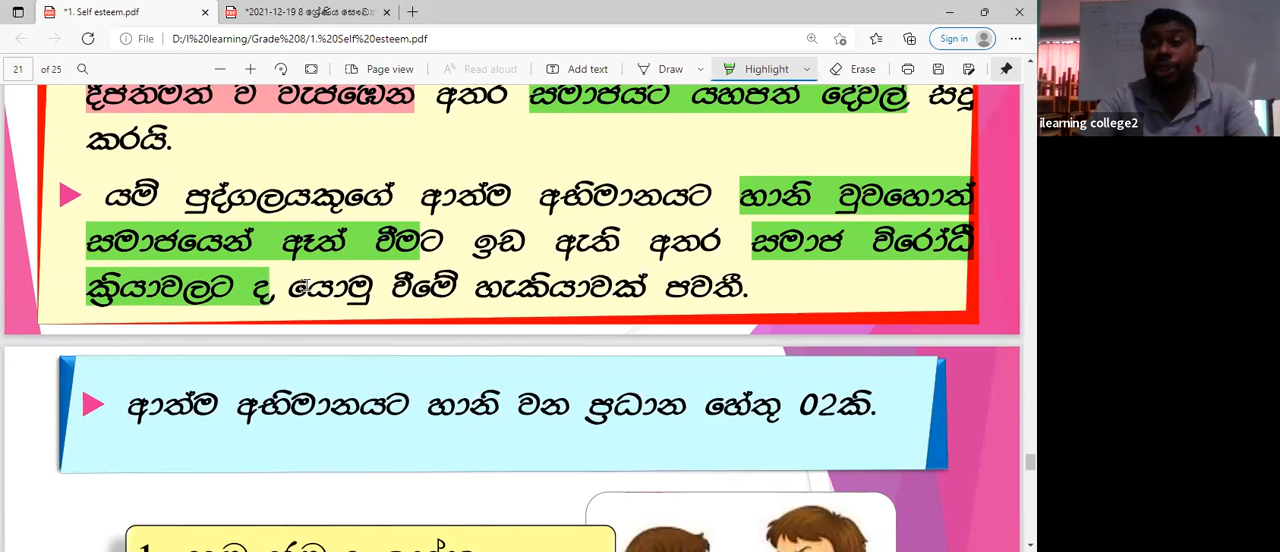 *1. Self esteem.pdf
*2021-12-19 8 ශ්‍රේණිය සෞඛ්‍ය
File D:/I%20learning/Grade%208/1.%20Self%20esteem.pdf
Sign in
21 of 25
Page view
Read aloud
Add text
Draw
Highlight
Erase
දීප්තිමත් ව වැජඹෙන අතර සමාජයට යහපත් දේවල්, සිදු
කරයි.
යම් පුද්ගලයකුගේ ආත්ම අභිමානයට හානි වුවහොත්
සමාජයෙන් ඈත් වීමට ඉඩ ඇති අතර සමාජ විරෝධී
ක්‍රියාවලට ද, යොමු වීමේ හැකියාවක් පවතී.
ආත්ම අභිමානයට හානි වන ප්‍රධාන හේතු 02කි.
1.
ilearning college2